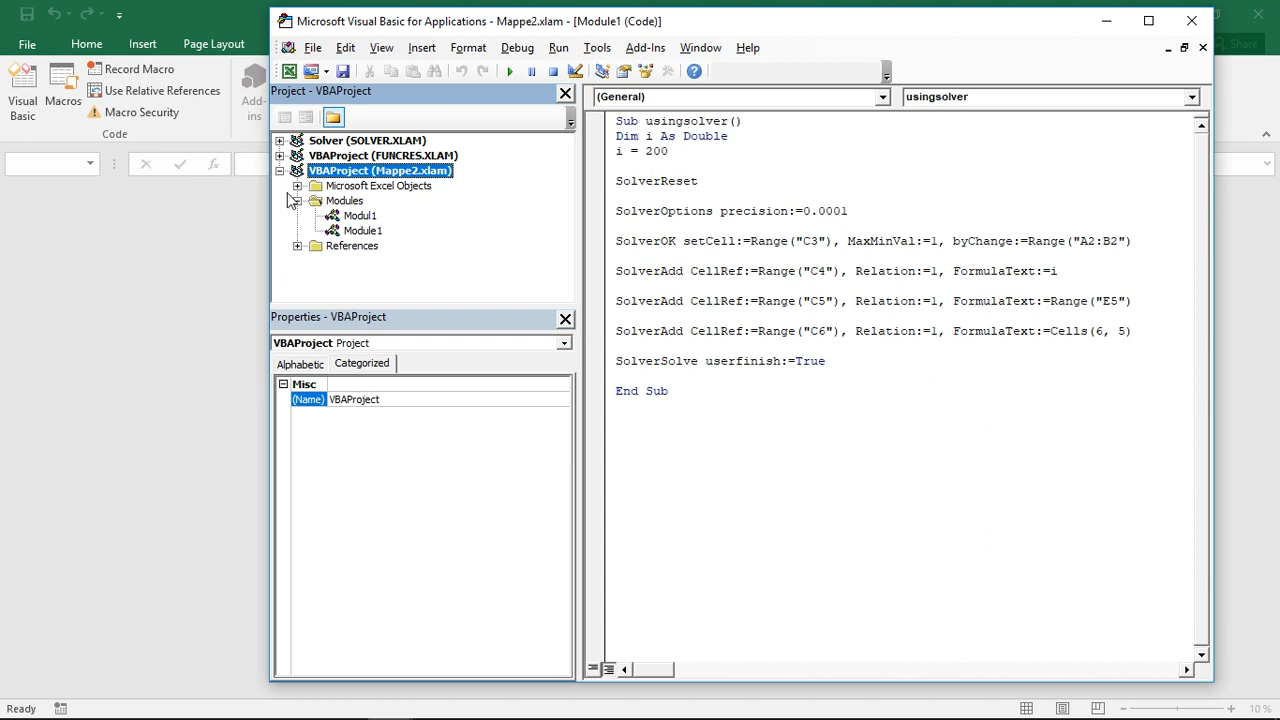 Microsoft Visual Basic for Applications - Mappe2.xlam - [Module1 (Code)]
File Home Insert Page Layout Share
File Edit View Insert Format Debug Run Tools Add-Ins Window Help
Visual Basic
Macros
Record Macro
Use Relative References
Macro Security
Add-ins
Code
Project - VBAProject
Solver (SOLVER.XLAM)
VBAProject (FUNCRES.XLAM)
VBAProject (Mappe2.xlam)
Microsoft Excel Objects
Modules
Modul1
Module1
References
Properties - VBAProject
VBAProject Project
Alphabetic Categorized
Misc
(Name) VBAProject
(General) usingsolver
Sub usingsolver()
Dim i As Double
i = 200
SolverReset
SolverOptions precision:=0.0001
SolverOK setCell:=Range("C3"), MaxMinVal:=1, byChange:=Range("A2:B2")
SolverAdd CellRef:=Range("C4"), Relation:=1, FormulaText:=i
SolverAdd CellRef:=Range("C5"), Relation:=1, FormulaText:=Range("E5")
SolverAdd CellRef:=Range("C6"), Relation:=1, FormulaText:=Cells(6, 5)
SolverSolve userfinish:=True
End Sub
Ready
10 %